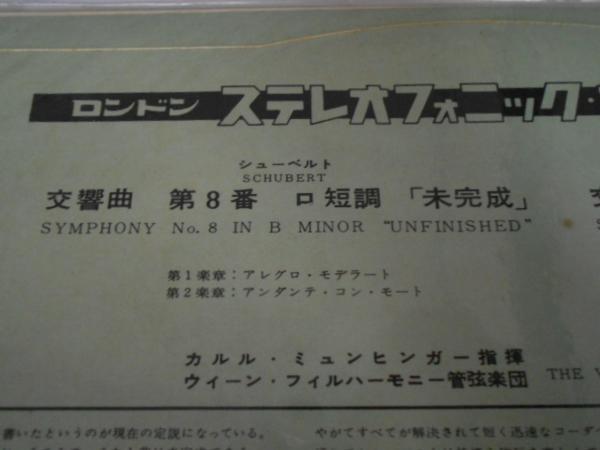 ロンドン ステレオフォニック・
シューベルト
SCHUBERT
交響曲 第8番 ロ短調 「未完成」
SYMPHONY No. 8 IN B MINOR "UNFINISHED"
第1楽章：アレグロ・モデラート
第2楽章：アンダンテ・コン・モート
カルル・ミュンヒンガー指揮
ウィーン・フィルハーモニー管弦楽団 THE
書いたというのが現在の定説になっている。
やがてすべてが解決されて短く迅速なコーダへ